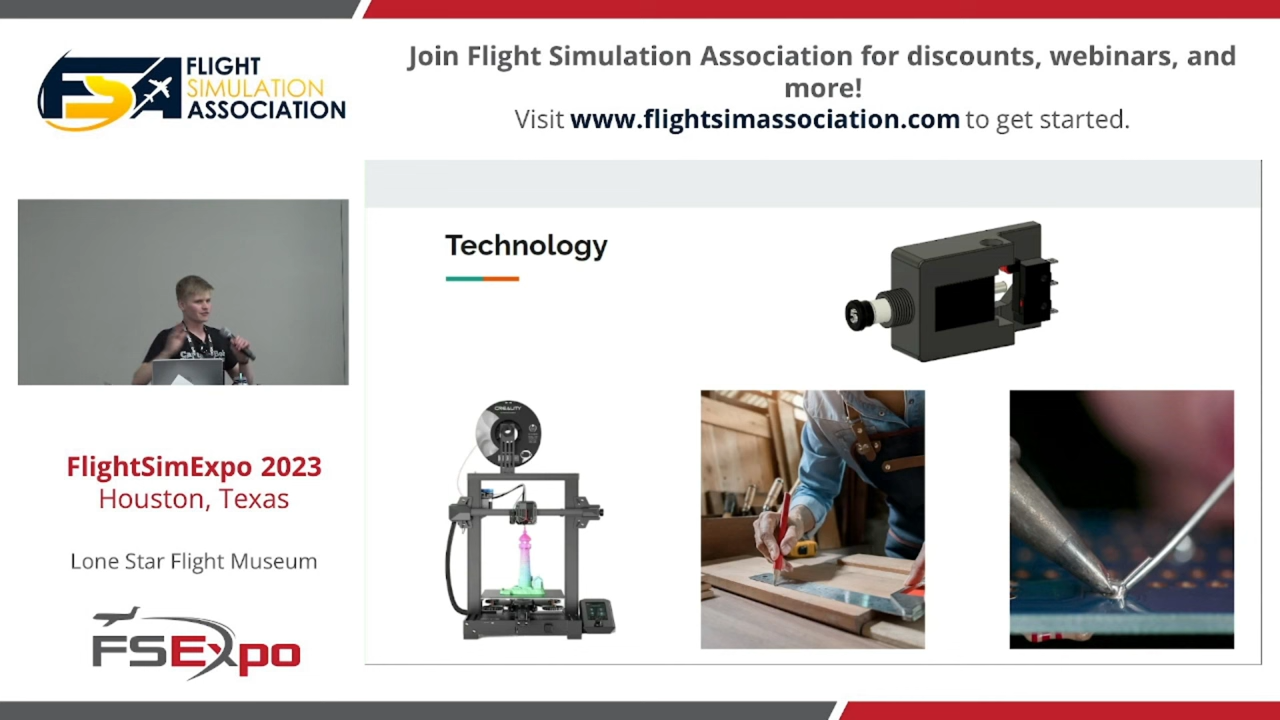 FLIGHT
SIMULATION
ASSOCIATION
Join Flight Simulation Association for discounts, webinars, and
more!
Visit www.flightsimassociation.com to get started.
Technology
S
CREALITY
FlightSimExpo 2023
Houston, Texas
Lone Star Flight Museum
FSExpo